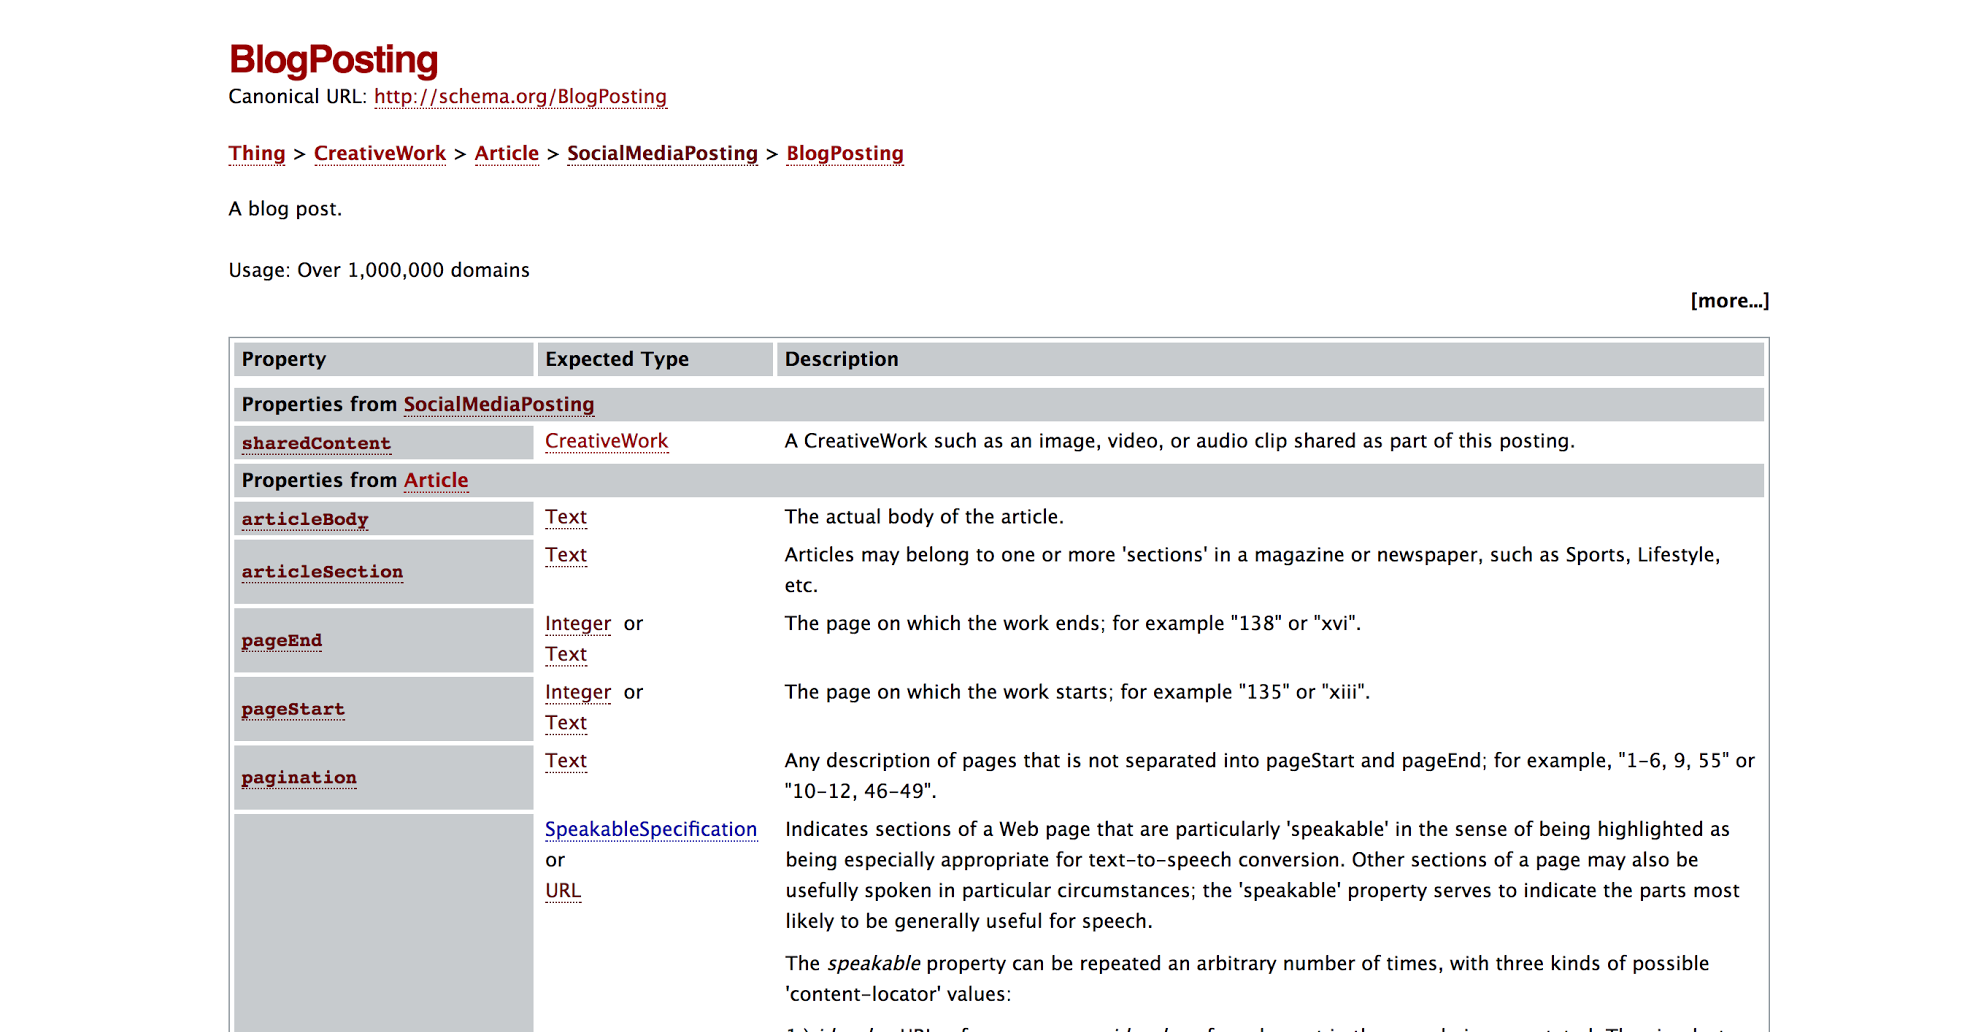 BlogPosting
Canonical URL: http://schema.org/BlogPosting
Thing > CreativeWork > Article > SocialMediaPosting > BlogPosting
A blog post.
Usage: Over 1,000,000 domains
[more...]
Property Expected Type Description
Properties from SocialMediaPosting
sharedContent CreativeWork A CreativeWork such as an image, video, or audio clip shared as part of this posting.
Properties from Article
articleBody Text The actual body of the article.
articleSection Text Articles may belong to one or more 'sections' in a magazine or newspaper, such as Sports, Lifestyle,
etc.
pageEnd Integer or The page on which the work ends; for example "138" or "xvi".
Text
pageStart Integer or The page on which the work starts; for example "135" or "xiii".
Text
pagination Text Any description of pages that is not separated into pageStart and pageEnd; for example, "1-6, 9, 55" or
"10-12, 46-49".
SpeakableSpecification Indicates sections of a Web page that are particularly 'speakable' in the sense of being highlighted as
or being especially appropriate for text-to-speech conversion. Other sections of a page may also be
URL usefully spoken in particular circumstances; the 'speakable' property serves to indicate the parts most
likely to be generally useful for speech.
The speakable property can be repeated an arbitrary number of times, with three kinds of possible
'content-locator' values: